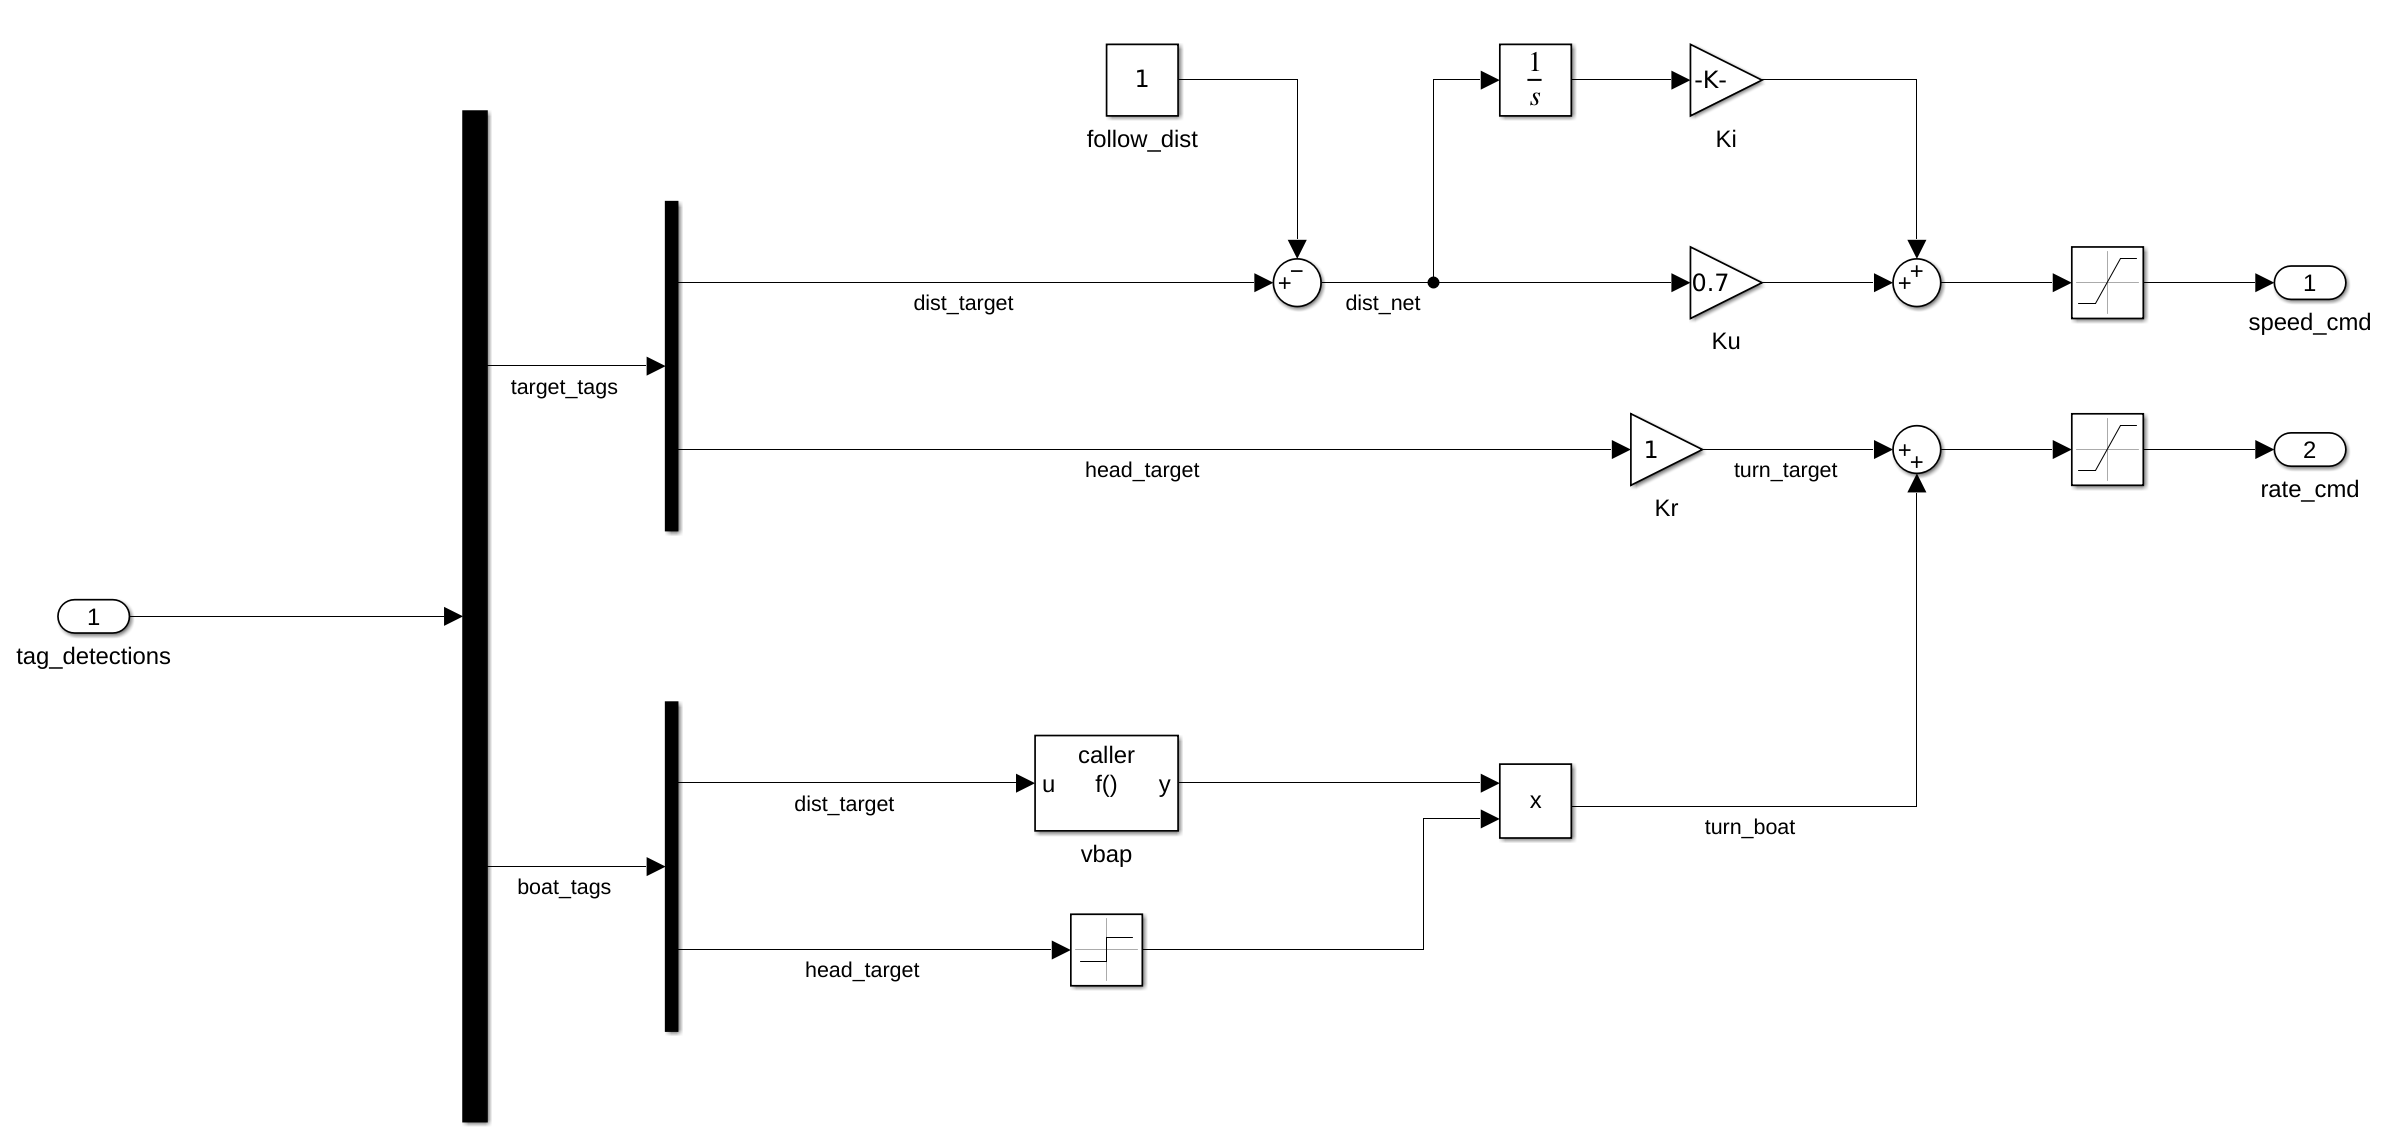 1
follow_dist
1
s
-K-
Ki
−
+
dist_target
dist_net
0.7
Ku
+
+
1
speed_cmd
target_tags
head_target
1
Kr
turn_target
+
+
2
rate_cmd
1
tag_detections
dist_target
caller
u f() y
vbap
x
turn_boat
boat_tags
head_target